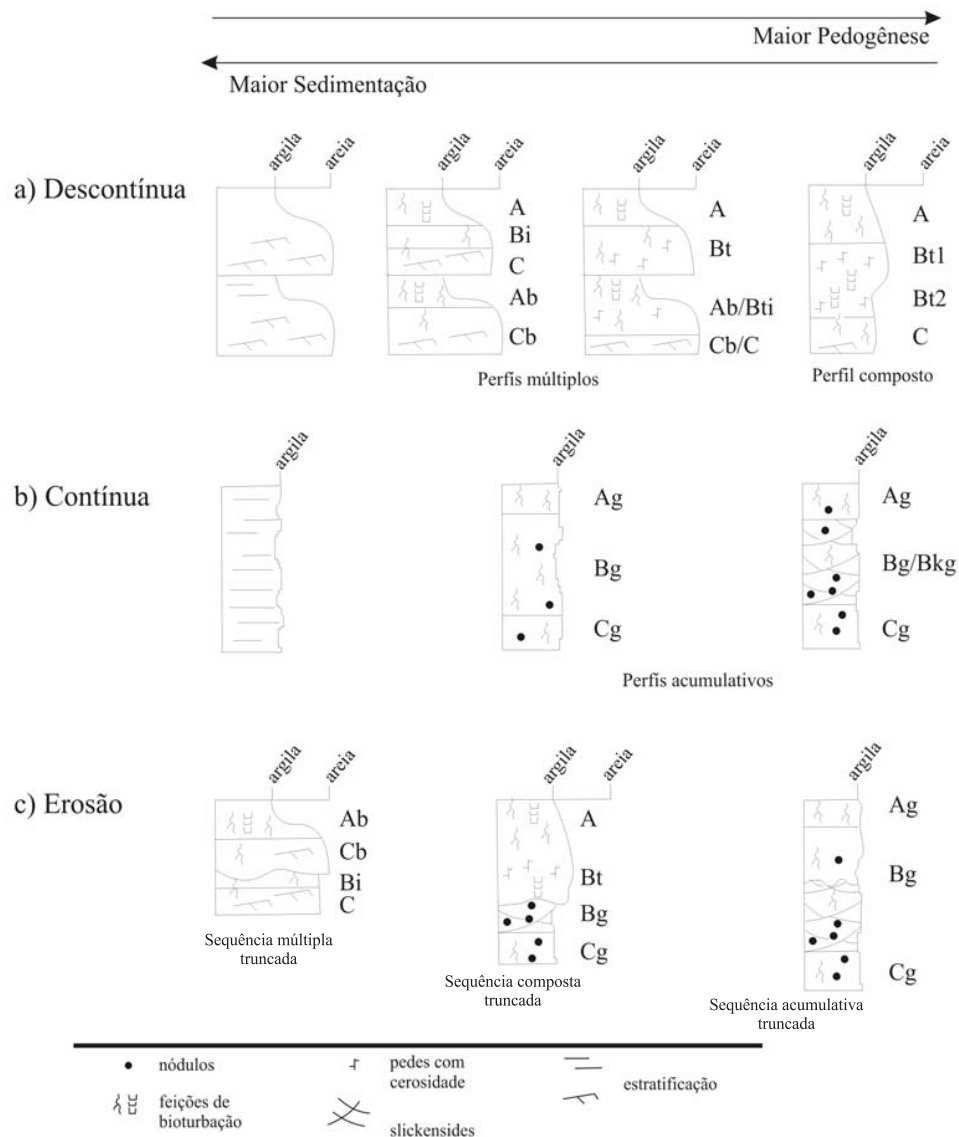 Maior Pedogênese
Maior Sedimentação
a) Descontínua
argila
areia
argila
areia
A
Bi
C
Ab
Cb
argila
areia
A
Bt
Ab/Bti
Cb/C
argila
areia
A
Bt1
Bt2
C
Perfis múltiplos
Perfil composto
b) Contínua
argila
argila
Ag
Bg
Cg
argila
Ag
Bg/Bkg
Cg
Perfis acumulativos
c) Erosão
argila
areia
Ab
Cb
Bi
C
Sequência múltipla
truncada
argila
areia
A
Bt
Bg
Cg
Sequência composta
truncada
argila
Ag
Bg
Cg
Sequência acumulativa
truncada
nódulos
feições de
bioturbação
pedes com
cerosidade
slickensides
estratificação